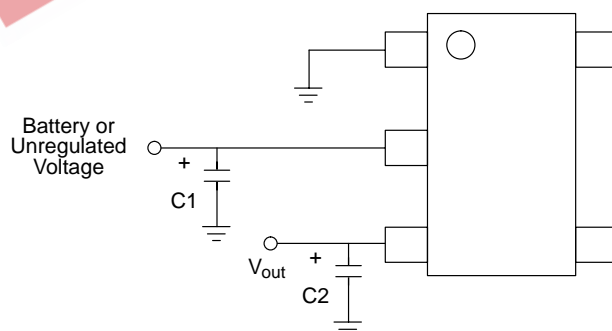 Battery or
Unregulated
Voltage
+
C1
Vout
+
C2